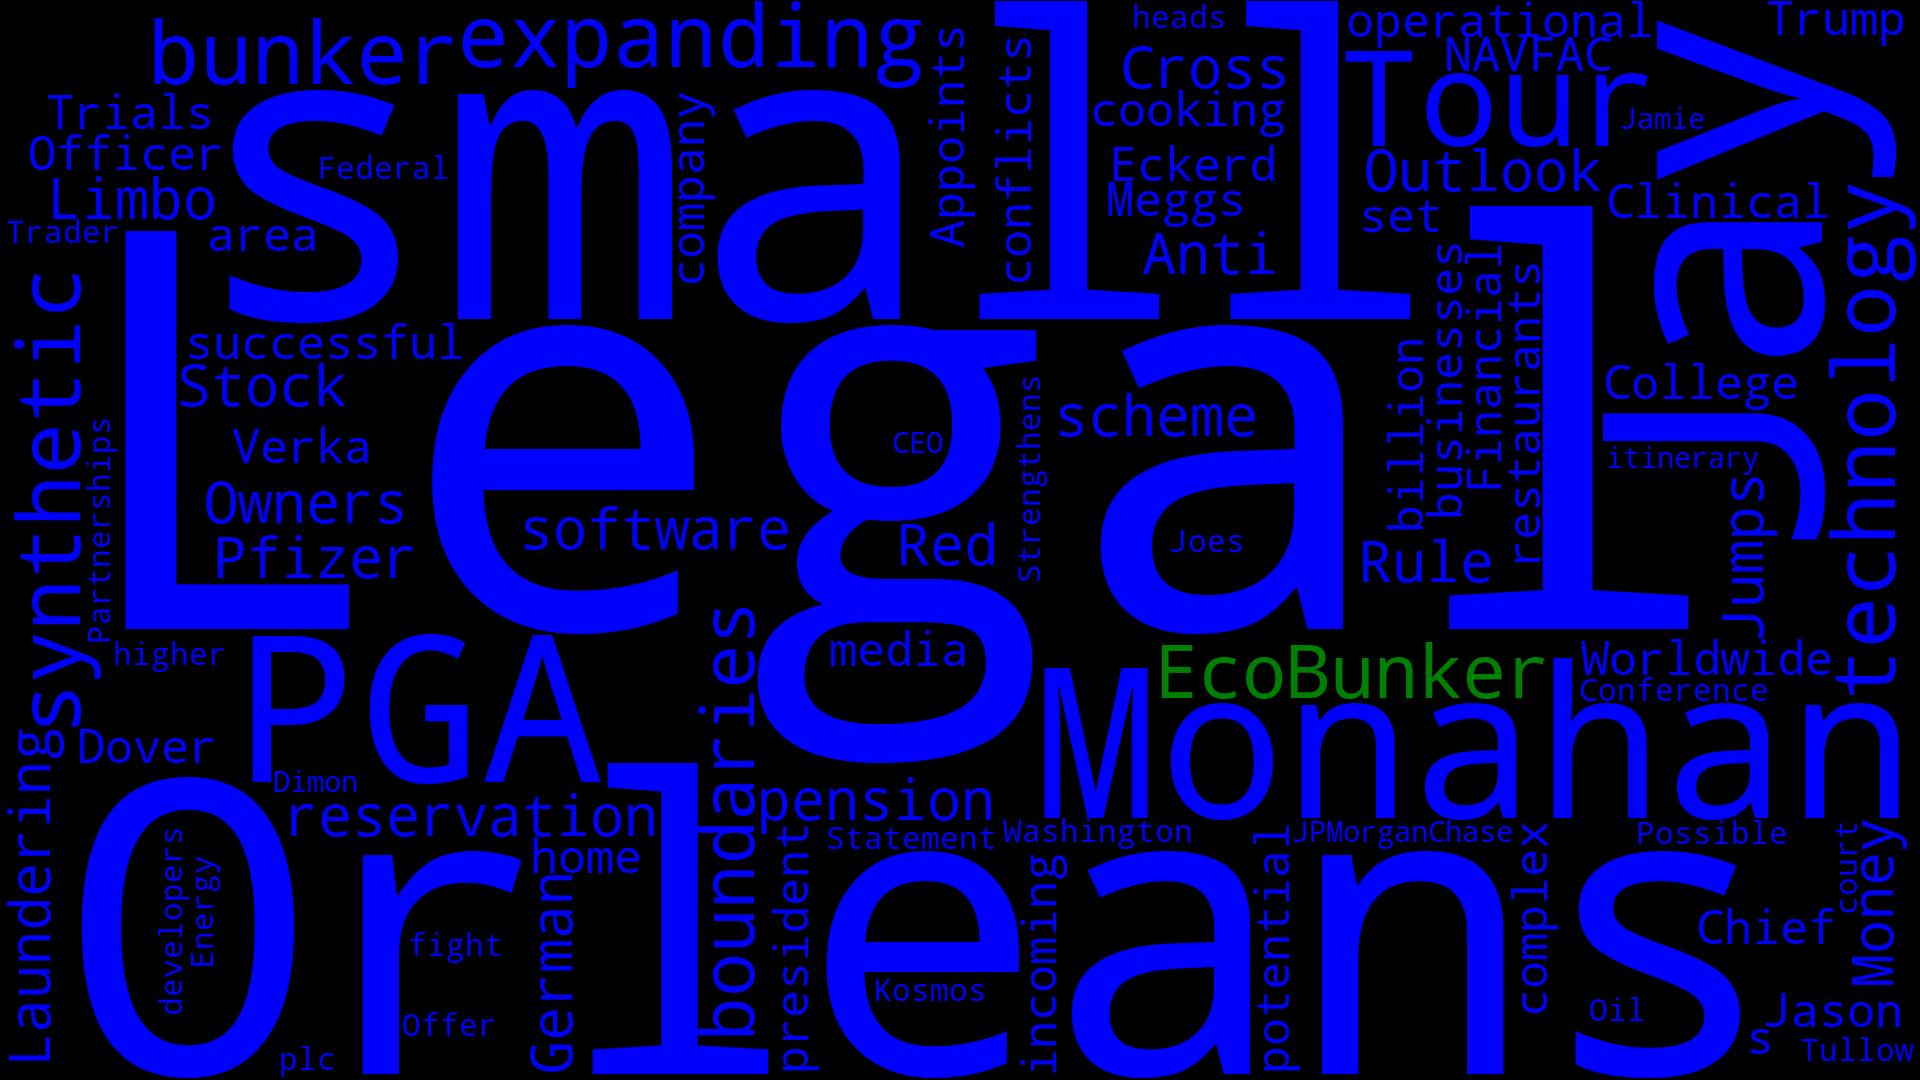 bunker
expanding
heads
operational
Trump
Trials
small
company
Appoints
conflicts
Cross
Tour
NAVFAC
Jay
Officer
Federal
cooking
Jamie
Limbo
Eckerd
Outlook
Trader
area
Meggs
set
Clinical
Anti
synthetic
Legal
successful
Stock
scheme
billion
businesses
Financial
restaurants
College
technology
Partnerships
Verka
CEO
Strengthens
itinerary
Owners
software
Red
Joes
Rule
Jumps
Pfizer
higher
PGA
boundaries
media
Monahan
EcoBunker
Worldwide
Conference
Laundering
Dover
Dimon
reservation
pension
Statement
Washington
JPMorganChase
Possible
Orleans
home
president
incoming
potential
complex
court
Money
developers
Energy
fight
German
Kosmos
Chief
Offer
Oil
Jason
s
Tullow
plc